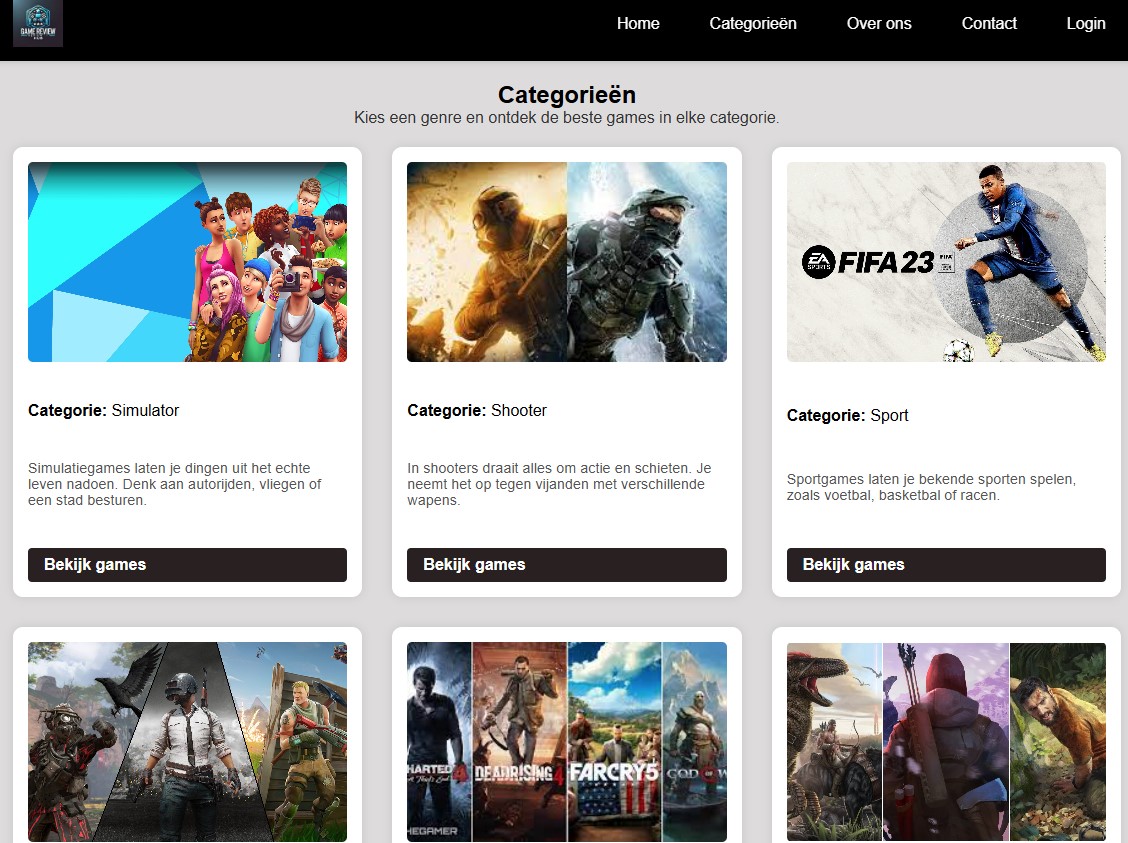 GAME REVIEW
Home Categorieën Over ons Contact Login
Categorieën
Kies een genre en ontdek de beste games in elke categorie.
EA SPORTS FIFA 23 FIFA
Categorie: Simulator
Categorie: Shooter
Categorie: Sport
Simulatiegames laten je dingen uit het echte
leven nadoen. Denk aan autorijden, vliegen of
een stad besturen.
In shooters draait alles om actie en schieten. Je
neemt het op tegen vijanden met verschillende
wapens.
Sportgames laten je bekende sporten spelen,
zoals voetbal, basketbal of racen.
Bekijk games
Bekijk games
Bekijk games
HARTED 4
A Thief's End
HEGAMER
DEADRISING 4
FARCRY5
GOD OF W